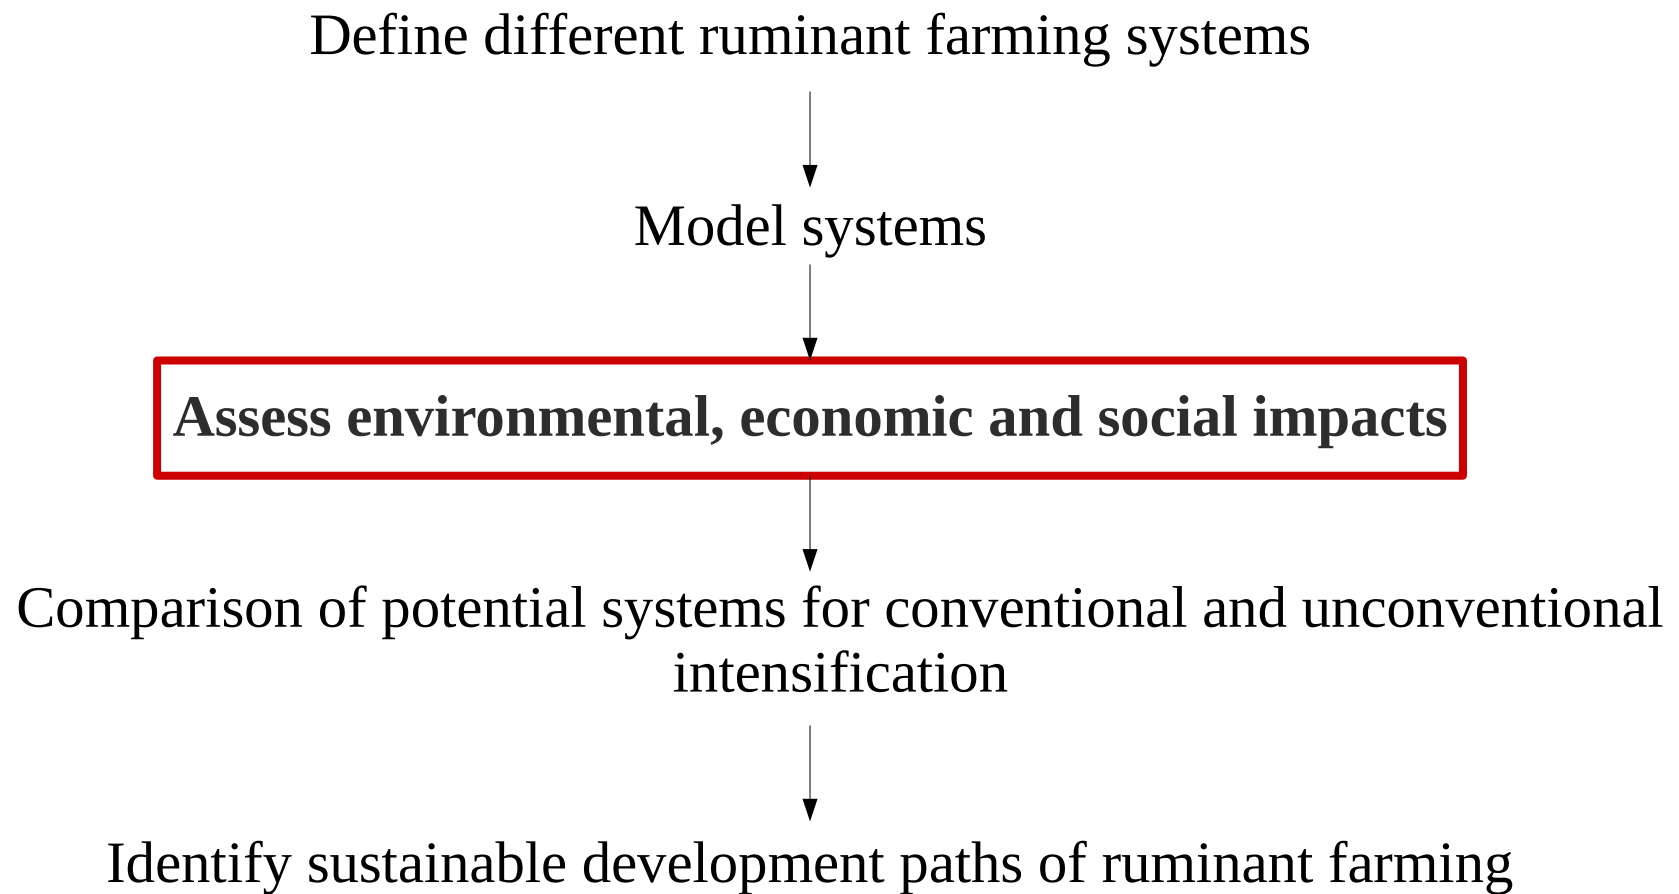 Define different ruminant farming systems
Model systems
Assess environmental, economic and social impacts
Comparison of potential systems for conventional and unconventional
intensification
Identify sustainable development paths of ruminant farming